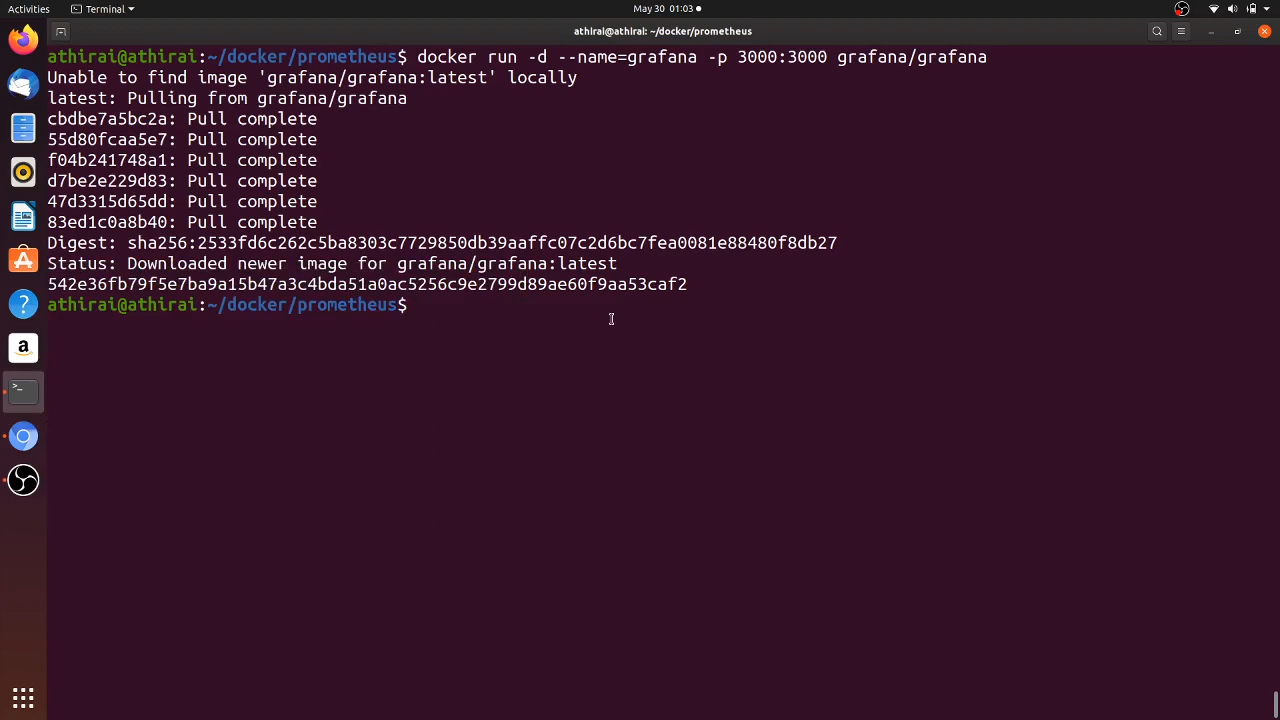 Activities Terminal May 30 01:03
athirai@athirai: ~/docker/prometheus
athirai@athirai:~/docker/prometheus$ docker run -d --name=grafana -p 3000:3000 grafana/grafana
Unable to find image 'grafana/grafana:latest' locally
latest: Pulling from grafana/grafana
cbdbe7a5bc2a: Pull complete
55d80fcaa5e7: Pull complete
f04b241748a1: Pull complete
d7be2e229d83: Pull complete
47d3315d65dd: Pull complete
83ed1c0a8b40: Pull complete
Digest: sha256:2533fd6c262c5ba8303c7729850db39aaffc07c2d6bc7fea0081e88480f8db27
Status: Downloaded newer image for grafana/grafana:latest
542e36fb79f5e7ba9a15b47a3c4bda51a0ac5256c9e2799d89ae60f9aa53caf2
athirai@athirai:~/docker/prometheus$